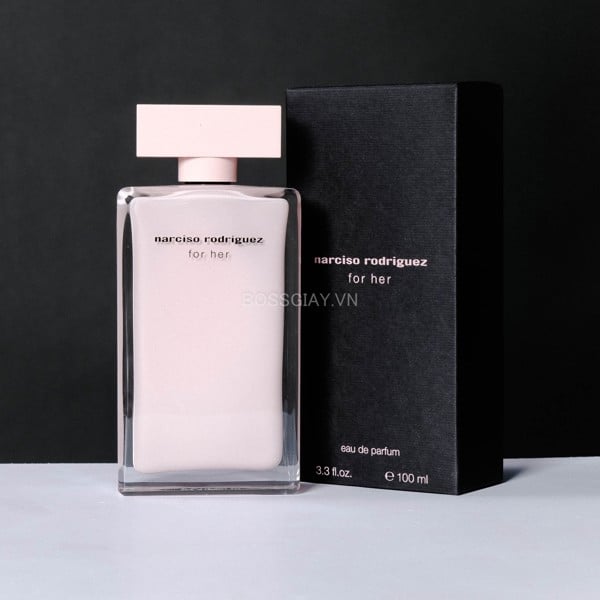 narciso rodriguez
for her
narciso rodriguez
for her
BOSSGIAY.VN
eau de parfum
3.3 fl.oz. ℮ 100 ml